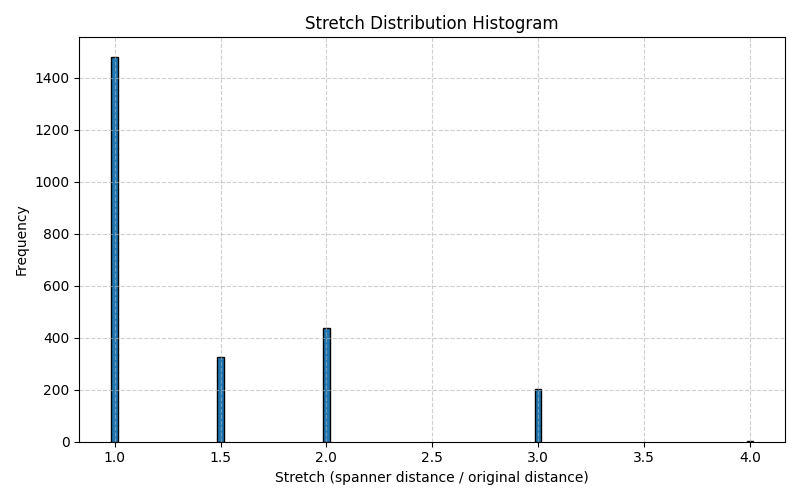 Stretch Distribution Histogram
Frequency
1400
1200
1000
800
600
400
200
0
1.0 1.5 2.0 2.5 3.0 3.5 4.0
Stretch (spanner distance / original distance)